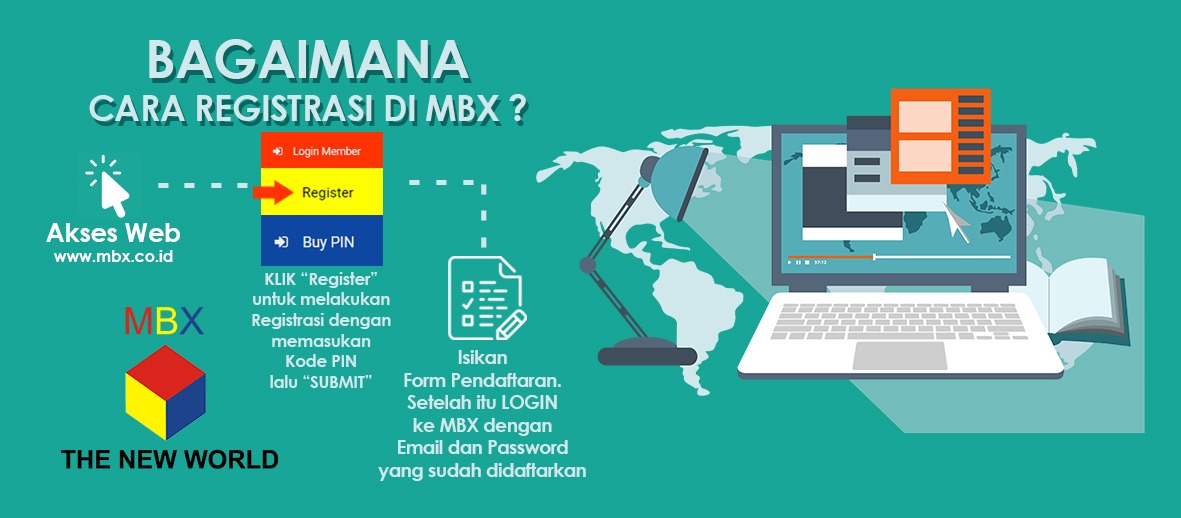 BAGAIMANA
CARA REGISTRASI DI MBX ?
Akses Web
www.mbx.co.id
Login Member
Register
Buy PIN
KLIK “Register”
untuk melakukan
Registrasi dengan
memasukan
Kode PIN
lalu “SUBMIT”
Isikan
Form Pendaftaran.
Setelah itu LOGIN
ke MBX dengan
Email dan Password
yang sudah didaftarkan
MBX
THE NEW WORLD
37:12